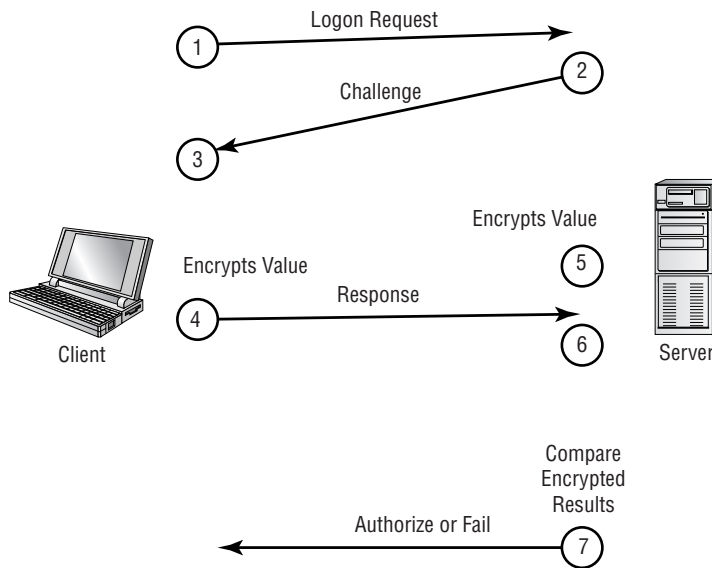 Logon Request
1
2
Challenge
3
Encrypts Value
5
Encrypts Value
Response
4
6
Client
Server
Compare
Encrypted
Results
Authorize or Fail
7